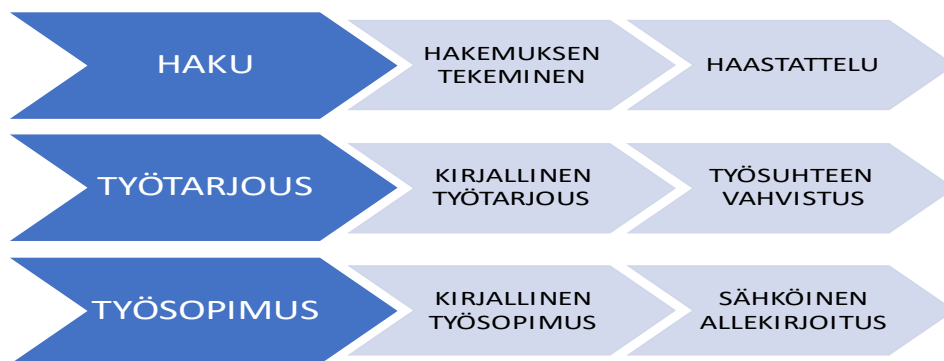 HAKU
HAKEMUKSEN
TEKEMINEN
HAASTATTELU
TYÖTARJOUS
KIRJALLINEN
TYÖTARJOUS
TYÖSUHTEEN
VAHVISTUS
TYÖSOPIMUS
KIRJALLINEN
TYÖSOPIMUS
SÄHKÖINEN
ALLEKIRJOITUS